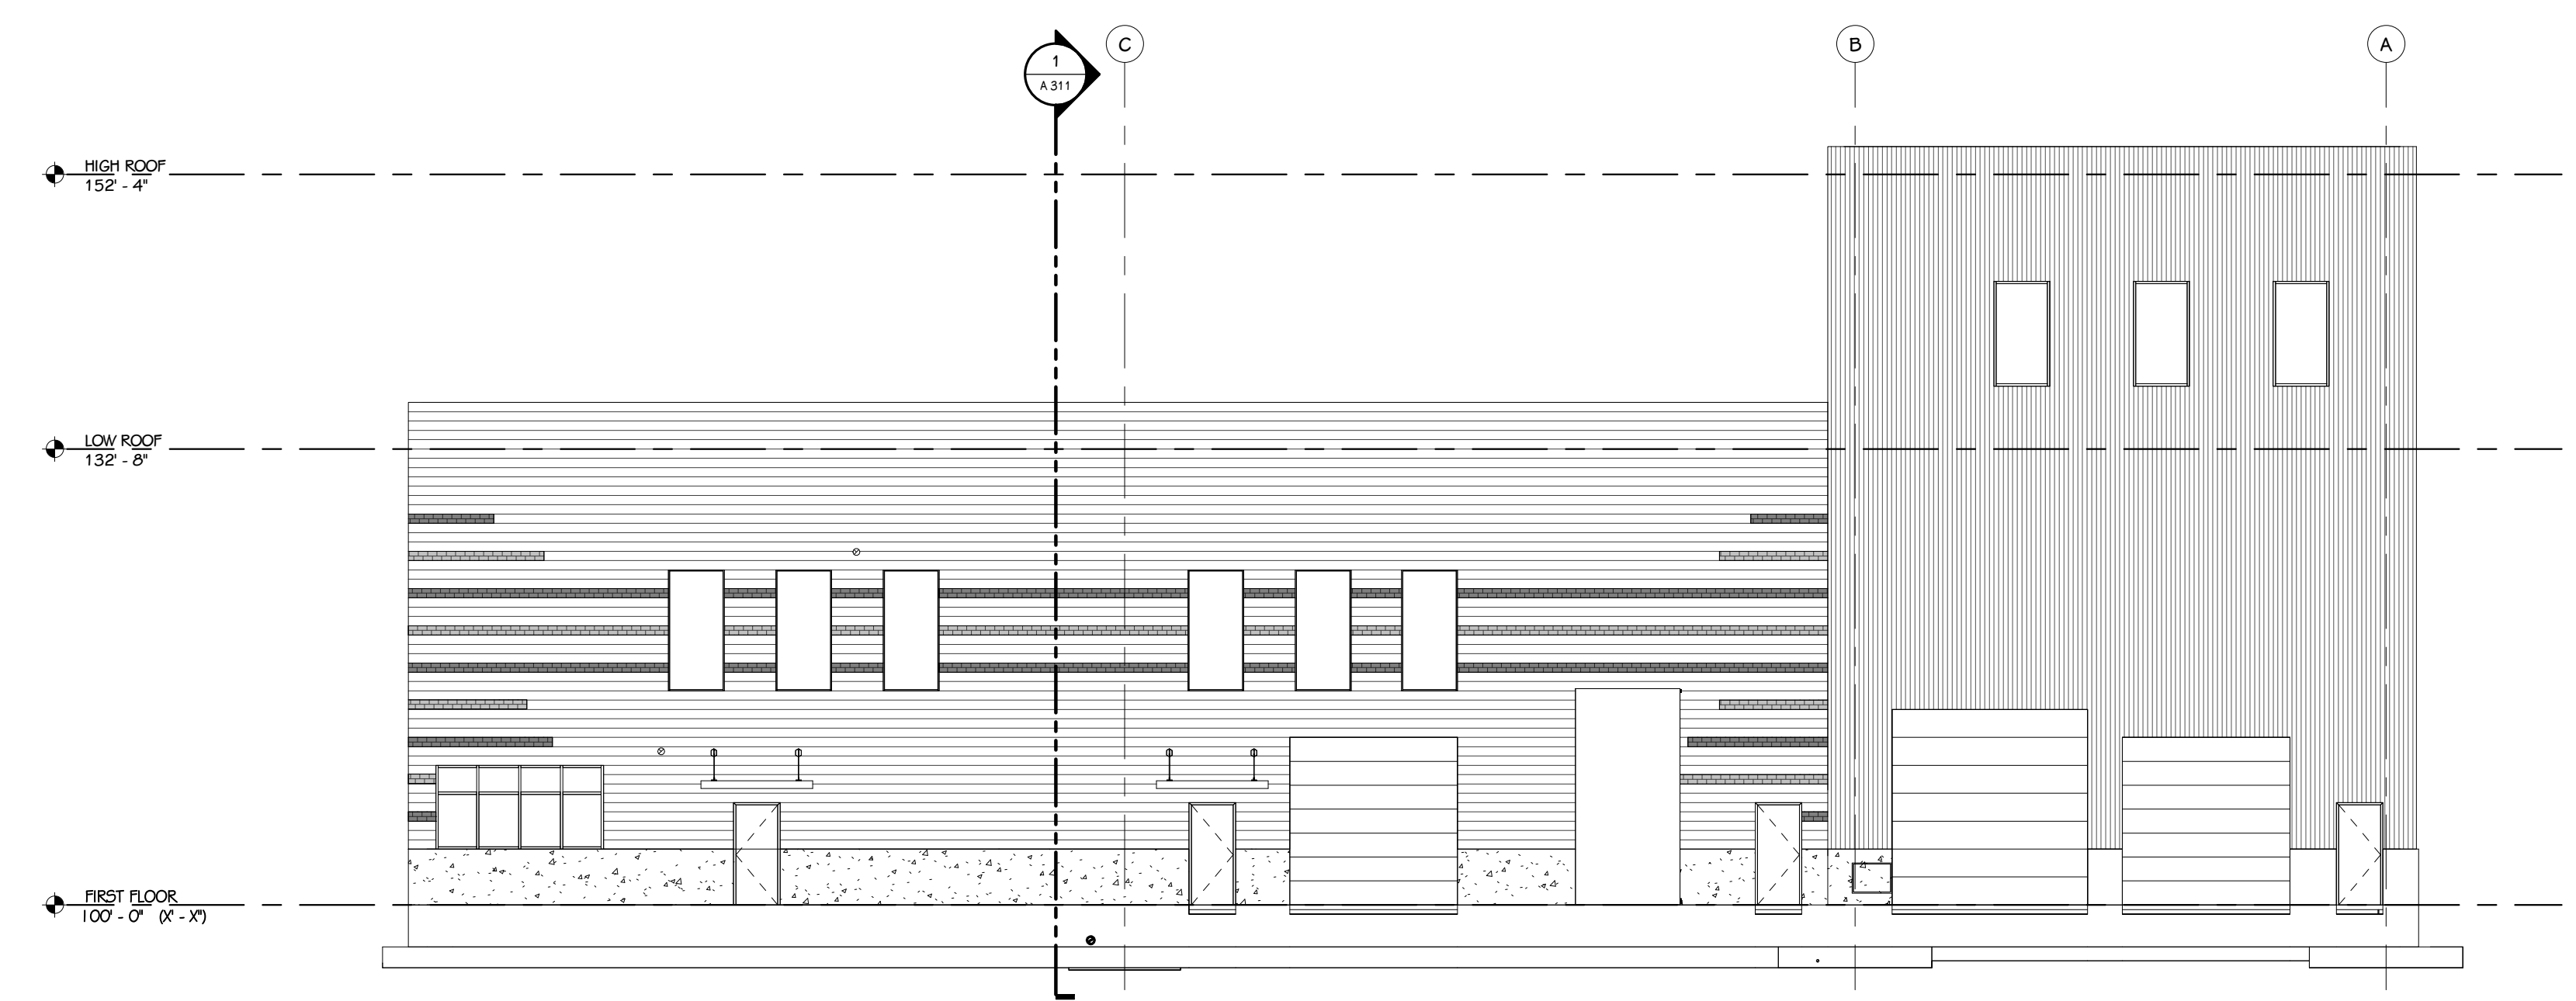 1
A 311
C
B
A
HIGH ROOF
152' - 4"
LOW ROOF
132' - 8"
FIRST FLOOR
100' - 0" (X' - X")